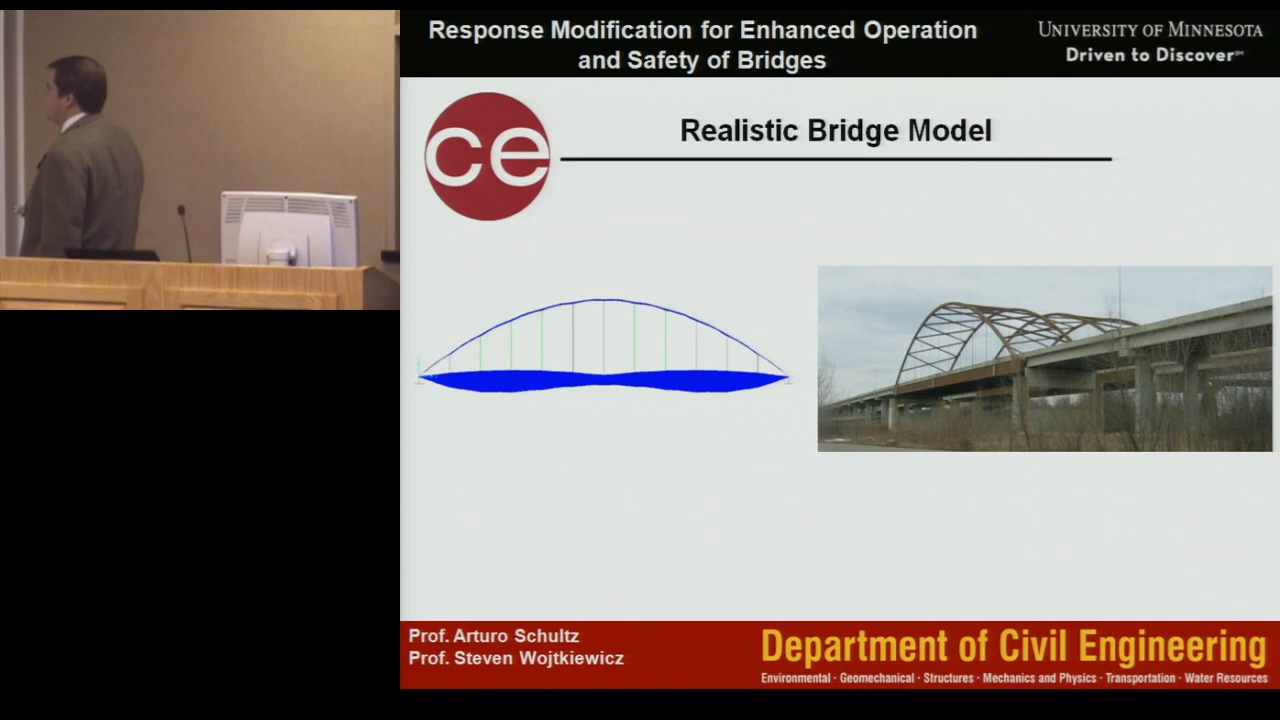 Response Modification for Enhanced Operation
and Safety of Bridges
UNIVERSITY OF MINNESOTA
Driven to Discover℠
ce
Realistic Bridge Model
Prof. Arturo Schultz
Prof. Steven Wojtkiewicz
Department of Civil Engineering
Environmental · Geomechanical · Structures · Mechanics and Physics · Transportation · Water Resources